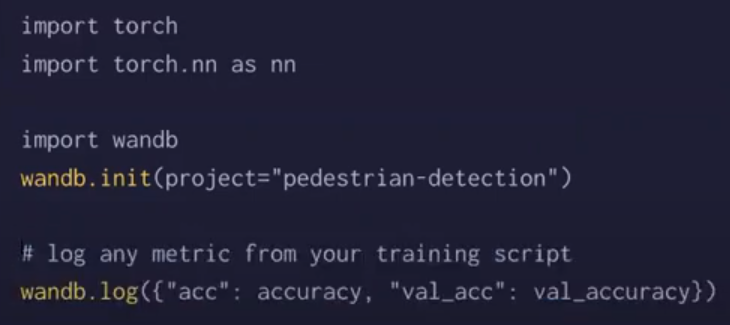 import torch
import torch.nn as nn
import wandb
wandb.init(project="pedestrian-detection")
# log any metric from your training script
wandb.log({"acc": accuracy, "val_acc": val_accuracy})